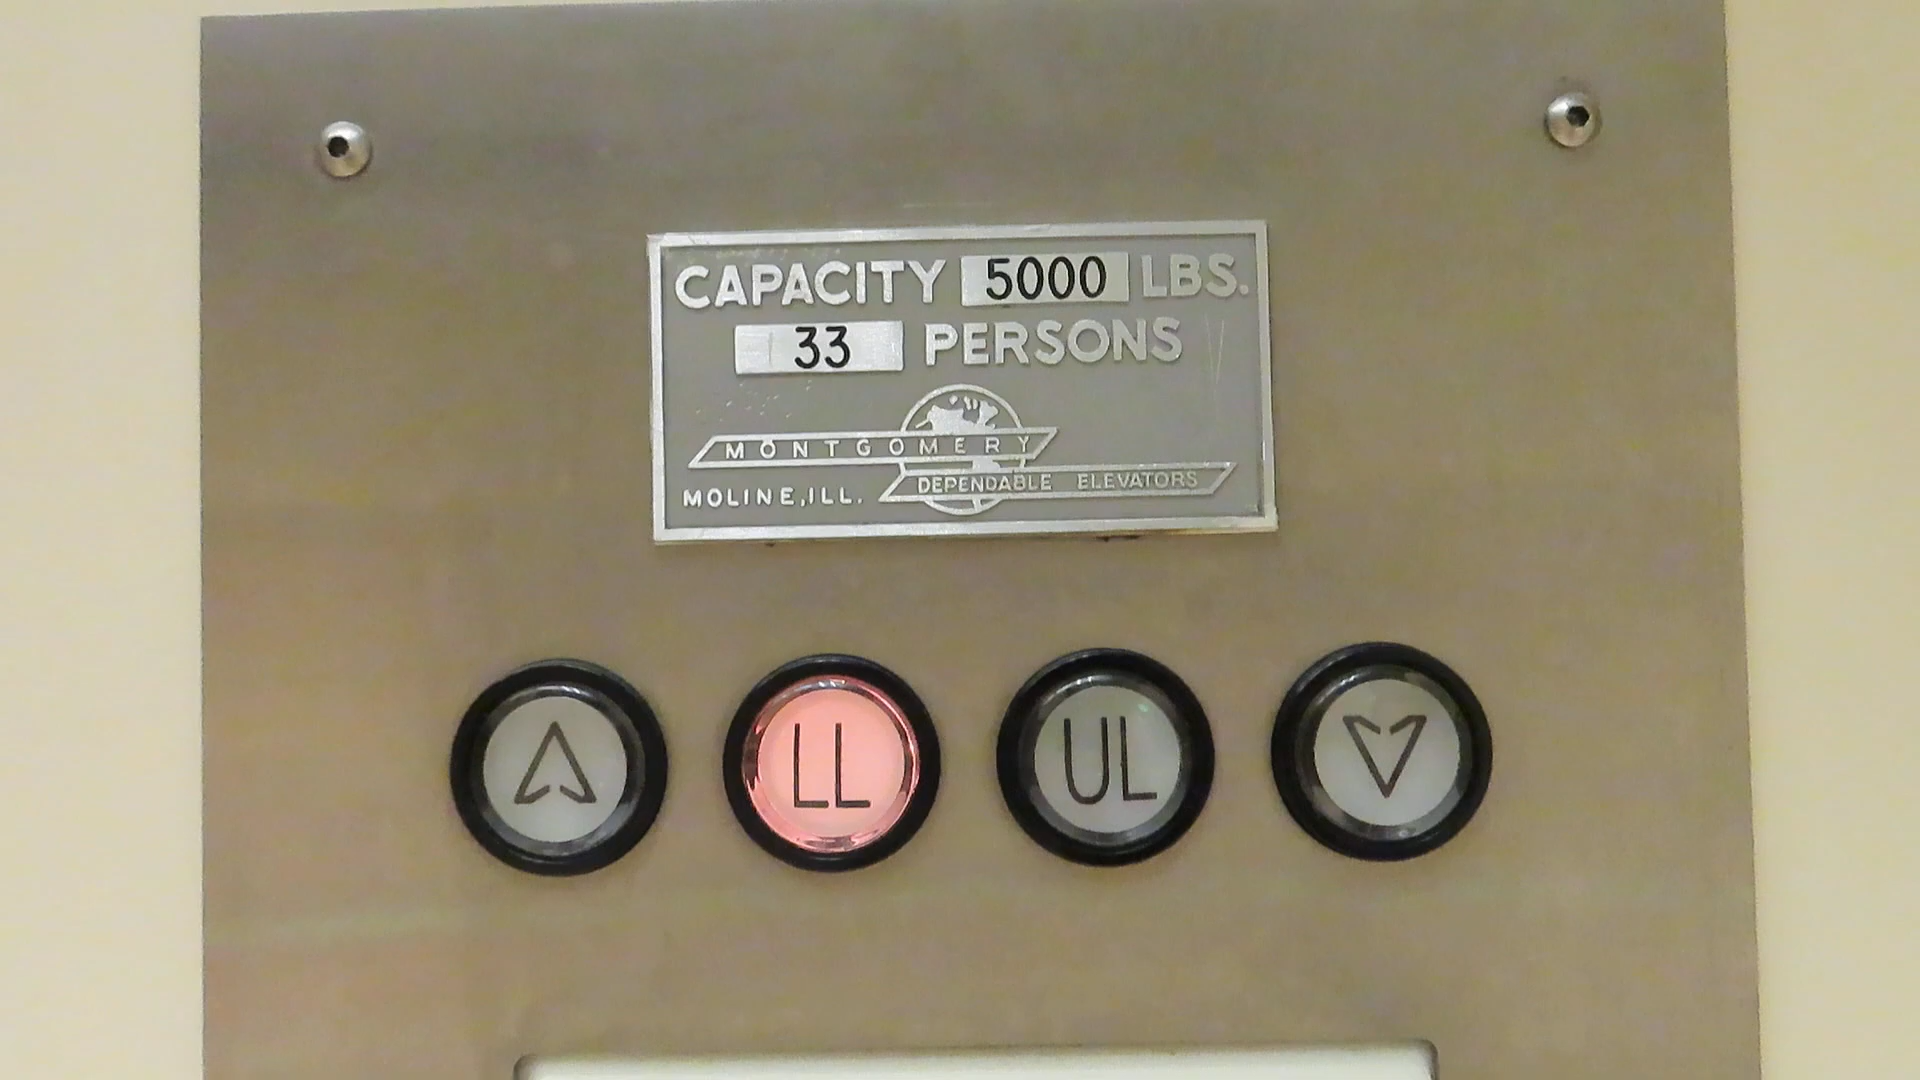 CAPACITY 5000 LBS.
33 PERSONS
MONTGOMERY
MOLINE, ILL. DEPENDABLE ELEVATORS
LL UL